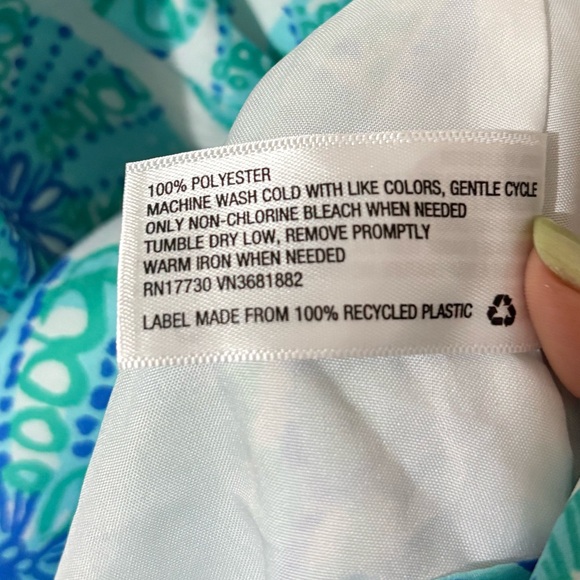 100% POLYESTER
MACHINE WASH COLD WITH LIKE COLORS, GENTLE CYCLE
ONLY NON-CHLORINE BLEACH WHEN NEEDED
TUMBLE DRY LOW, REMOVE PROMPTLY
WARM IRON WHEN NEEDED
RN17730 VN3681882
LABEL MADE FROM 100% RECYCLED PLASTIC